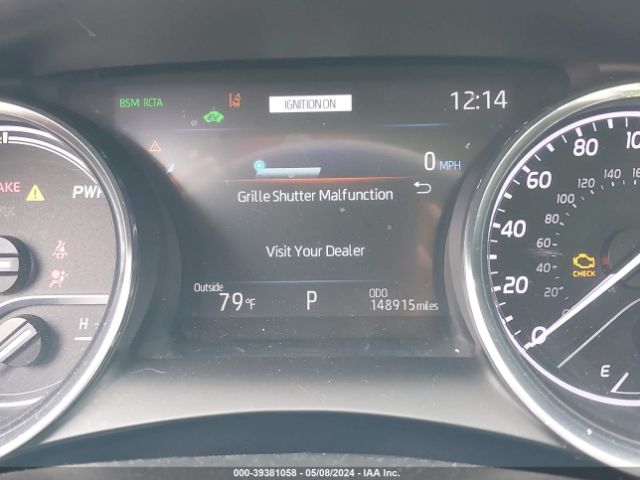 BSM RCTA
EV
IGNITION ON
12:14
0 MPH
Grille Shutter Malfunction
Visit Your Dealer
Outside
79°F
P
ODO
148915 miles
PWR
H
0
20
40
60
80
20
40
60
80
100
120
140
CHECK
E
000-39381058 - 05/08/2024 - IAA Inc.